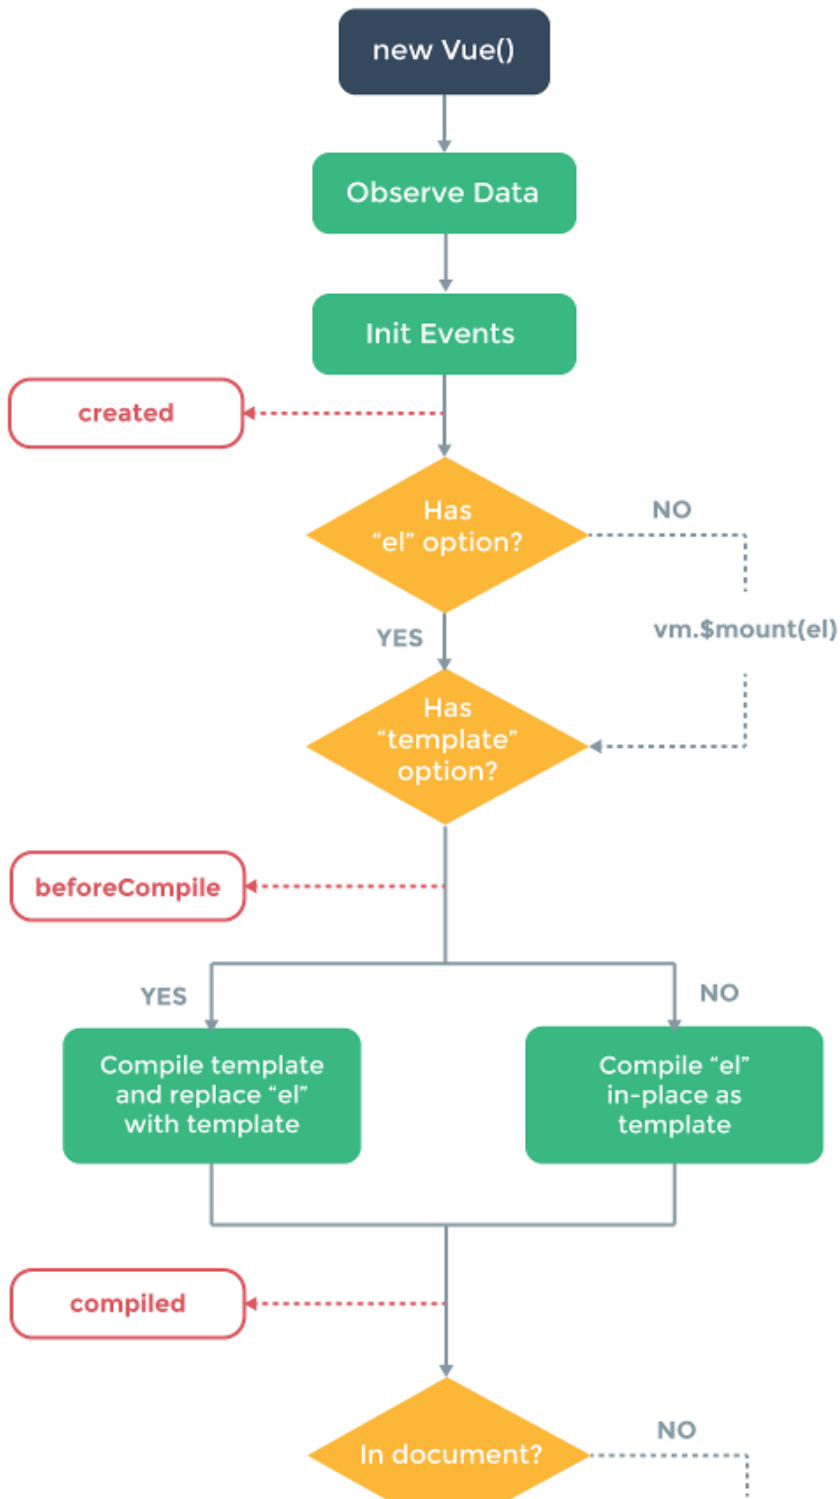 new Vue()
Observe Data
Init Events
created
Has
“el” option?
NO
YES
vm.$mount(el)
Has
“template”
option?
beforeCompile
YES
NO
Compile template
and replace “el”
with template
Compile “el”
in-place as
template
compiled
In document?
NO